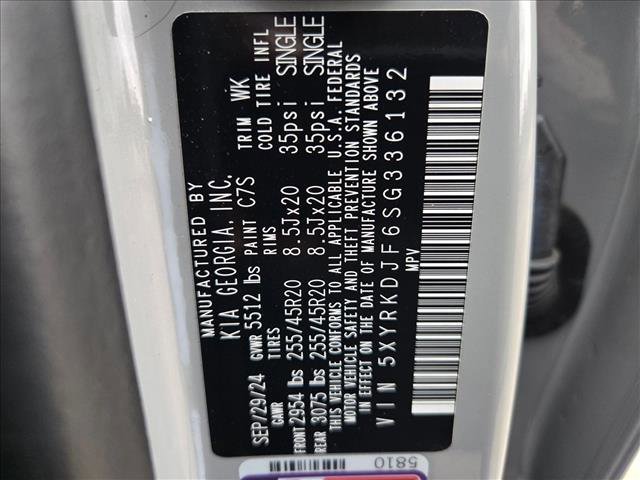 MANUFACTURED BY
KIA GEORGIA, INC.
SEP/29/24 GVWR 5512 lbs PAINT C7S TRIM WK
GAWR TIRES RIMS COLD TIRE INFL
FRONT 2954 lbs 255/45R20 8.5Jx20 35psi SINGLE
REAR 3075 lbs 255/45R20 8.5Jx20 35psi SINGLE
THIS VEHICLE CONFORMS TO ALL APPLICABLE U.S.A. FEDERAL
MOTOR VEHICLE SAFETY AND THEFT PREVENTION STANDARDS
IN EFFECT ON THE DATE OF MANUFACTURE SHOWN ABOVE
VIN 5XYRKDJF6SG336132
MPV
5810